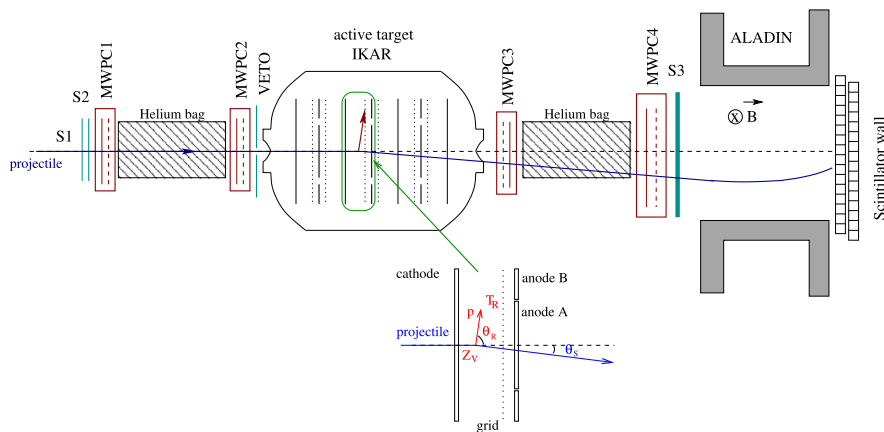 active target
IKAR
ALADIN
MWPC1
MWPC2
VETO
MWPC3
MWPC4
S3
S2
S1
Helium bag
Helium bag
B
X
projectile
Scintillator wall
cathode
anode B
anode A
T_R
p
θ_R
projectile
Z_V
θ_S
grid